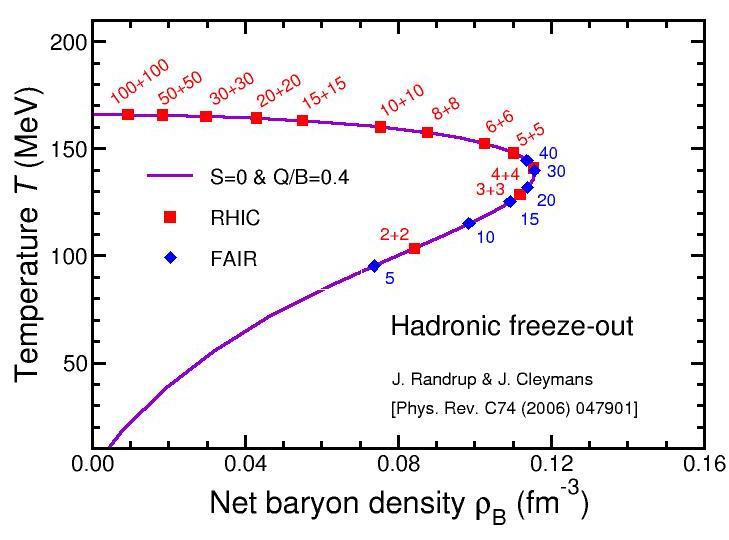 200
150
100
50
Temperature T (MeV)
100+100
50+50
30+30
20+20
15+15
10+10
8+8
6+6
5+5
40
4+4
30
3+3
20
15
2+2
10
5
S=0 & Q/B=0.4
RHIC
FAIR
Hadronic freeze-out
J. Randrup & J. Cleymans
[Phys. Rev. C74 (2006) 047901]
0.00 0.04 0.08 0.12 0.16
Net baryon density ρB (fm-3)